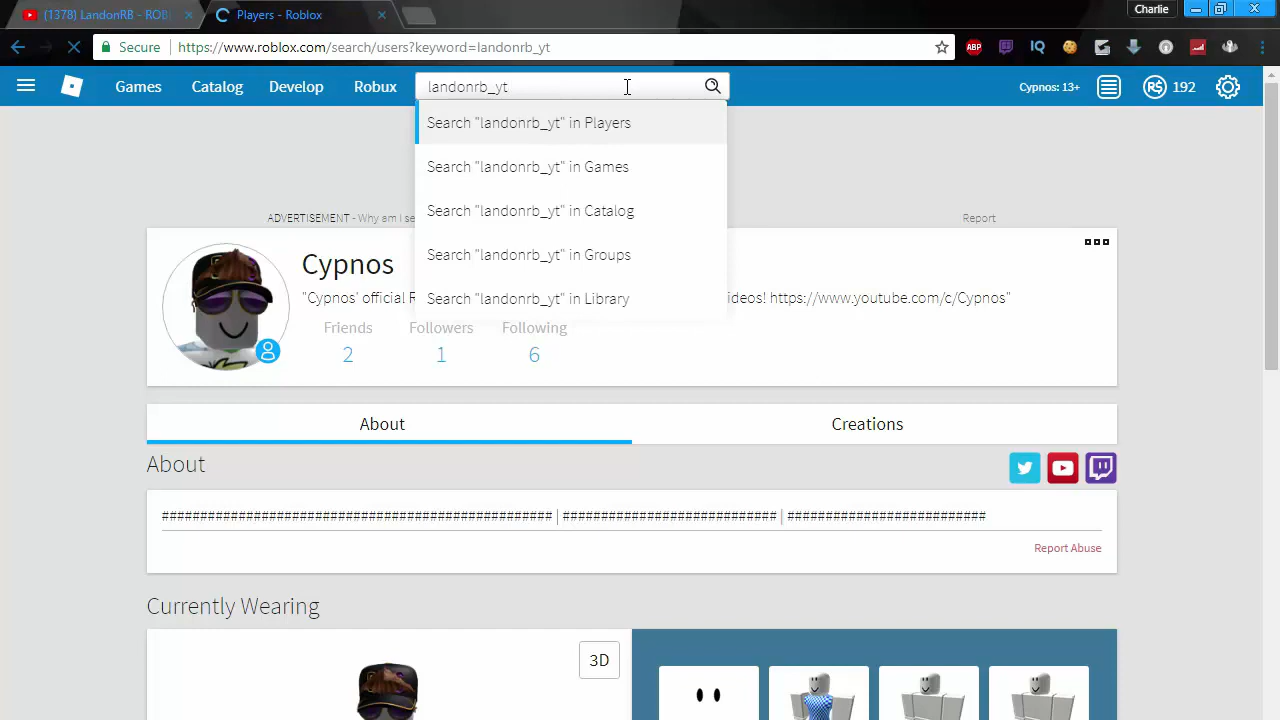 (1378) LandonRB - ROB
Players - Roblox
Charlie
Secure
https://www.roblox.com/search/users?keyword=landonrb_yt
ABP
IQ
Games
Catalog
Develop
Robux
landonrb_yt
Cypnos: 13+
R$ 192
Search "landonrb_yt" in Players
Search "landonrb_yt" in Games
Search "landonrb_yt" in Catalog
Search "landonrb_yt" in Groups
Search "landonrb_yt" in Library
ADVERTISEMENT - Why am I se
Report
Cypnos
"Cypnos' official R
ideos! https://www.youtube.com/c/Cypnos"
Friends
Followers
Following
2
1
6
About
Creations
About
################################################### | ############################ | ##########################
Report Abuse
Currently Wearing
3D